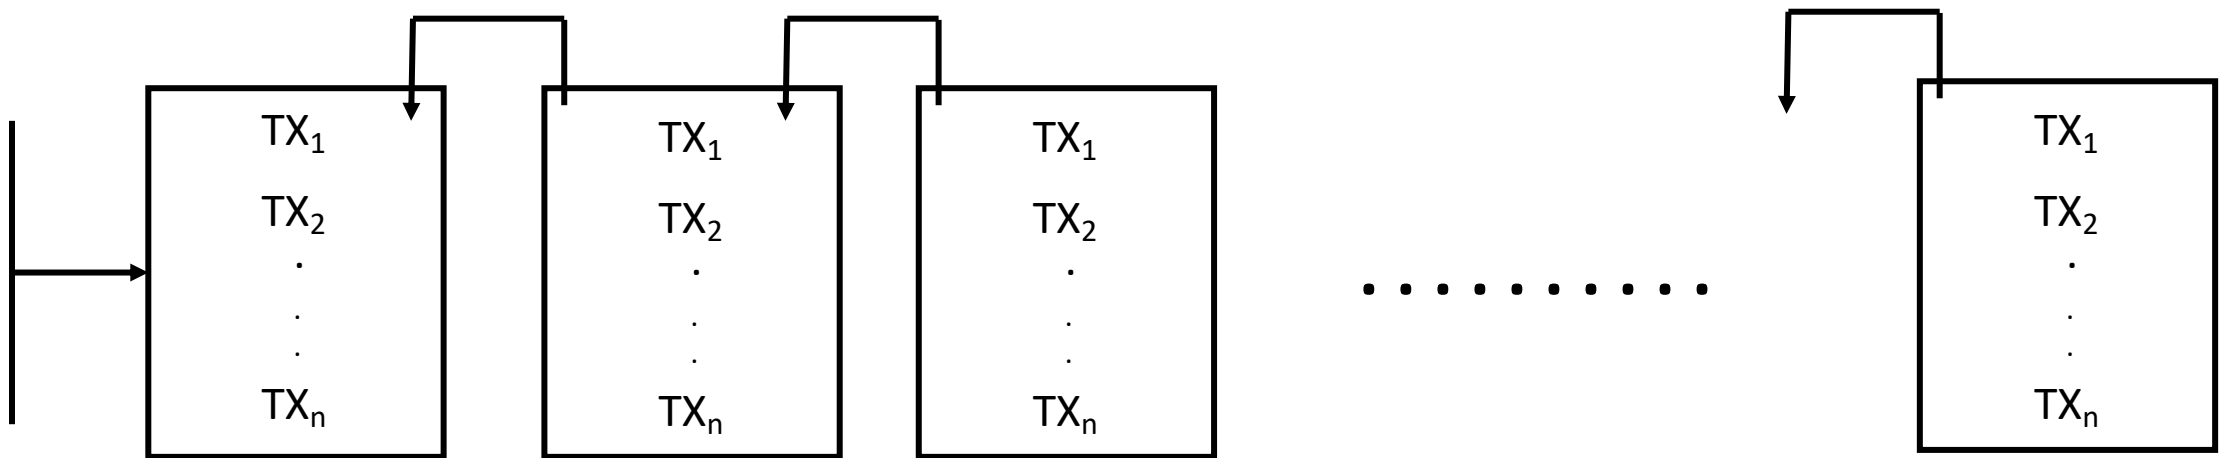 TX₁
TX₂
.
.
.
TXₙ
TX₁
TX₂
.
.
.
TXₙ
TX₁
TX₂
.
.
.
TXₙ
. . . . . . . . . .
TX₁
TX₂
.
.
.
TXₙ